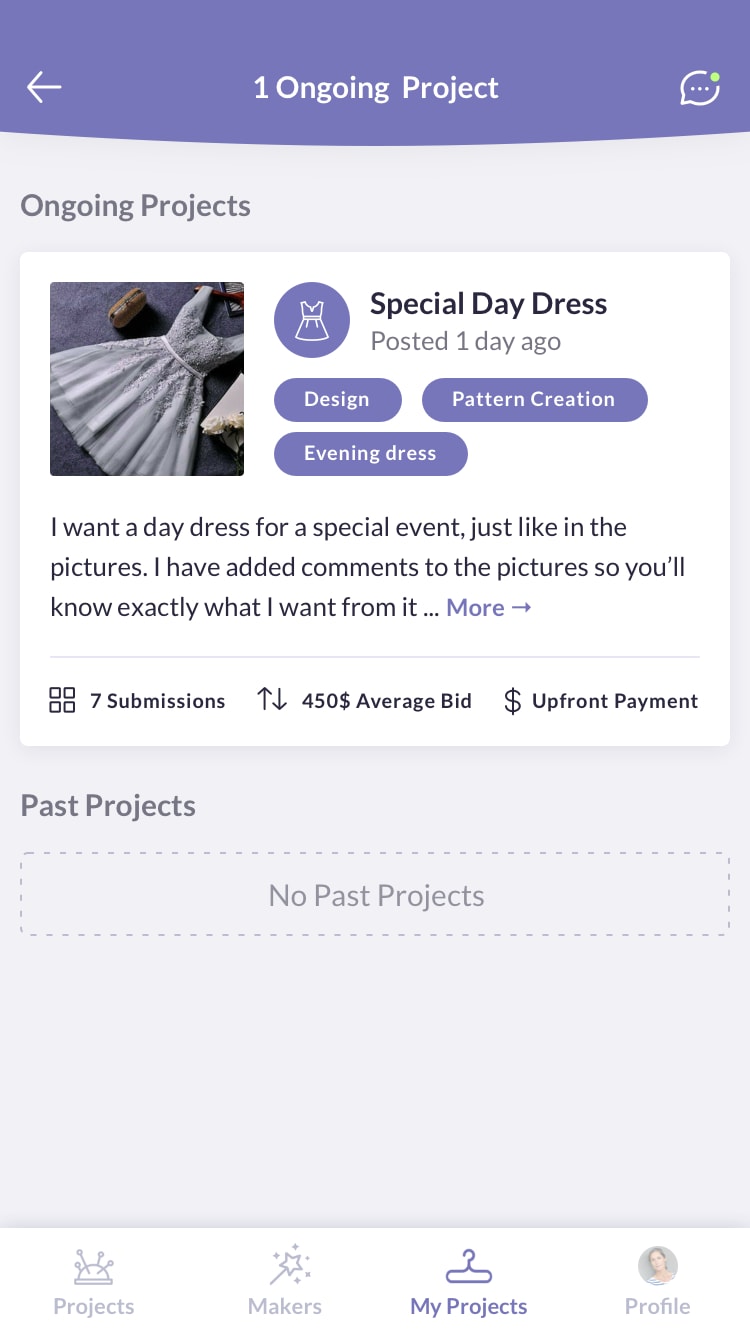 1 Ongoing Project
Ongoing Projects
Special Day Dress
Posted 1 day ago
Design
Pattern Creation
Evening dress
I want a day dress for a special event, just like in the
pictures. I have added comments to the pictures so you’ll
know exactly what I want from it ... More →
7 Submissions
450$ Average Bid
$ Upfront Payment
Past Projects
No Past Projects
Projects
Makers
My Projects
Profile